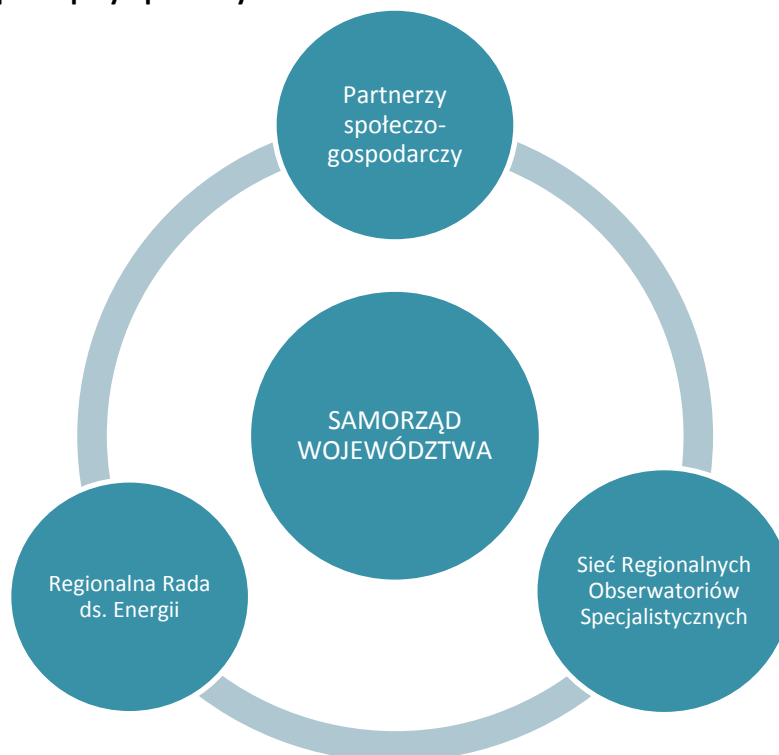 Partnerzy
społeczo-
gospodarczy
SAMORZĄD
WOJEWÓDZTWA
Regionalna Rada
ds. Energii
Sieć Regionalnych
Obserwatoriów
Specjalistycznych